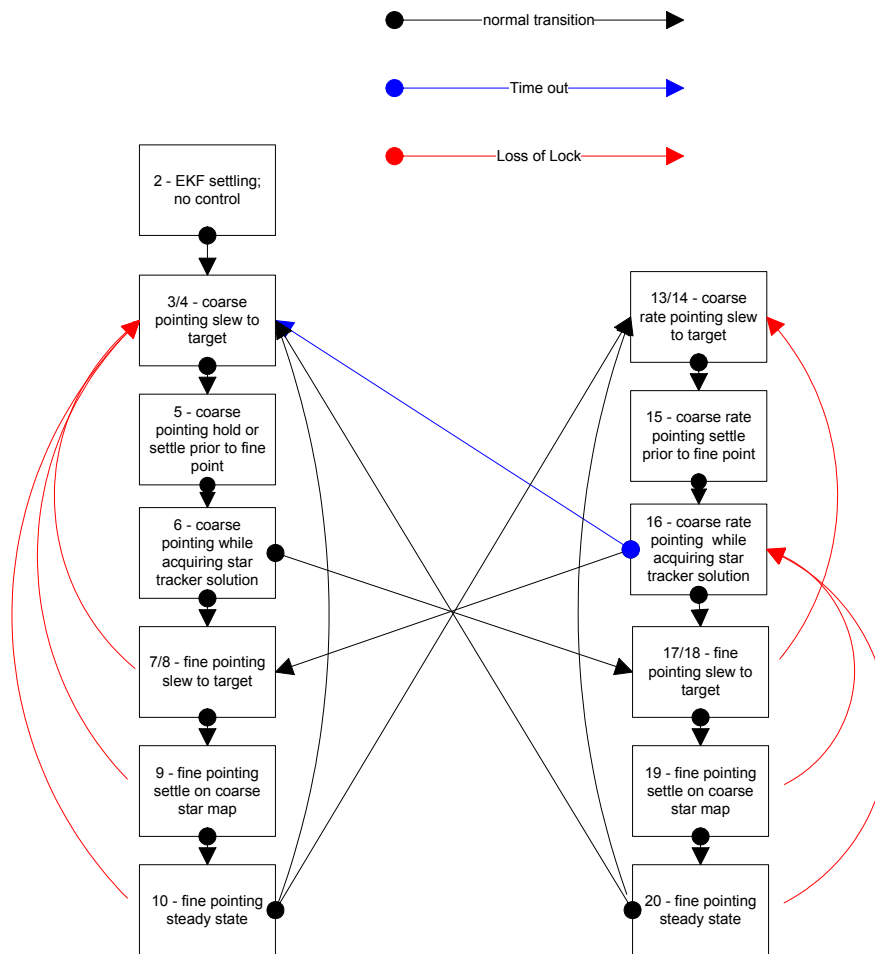 normal transition
Time out
Loss of Lock
2 - EKF settling;
no control
3/4 - coarse
pointing slew to
target
5 - coarse
pointing hold or
settle prior to fine
point
6 - coarse
pointing while
acquiring star
tracker solution
7/8 - fine pointing
slew to target
9 - fine pointing
settle on coarse
star map
10 - fine pointing
steady state
13/14 - coarse
rate pointing slew
to target
15 - coarse rate
pointing settle
prior to fine point
16 - coarse rate
pointing while
acquiring star
tracker solution
17/18 - fine
pointing slew to
target
19 - fine pointing
settle on coarse
star map
20 - fine pointing
steady state